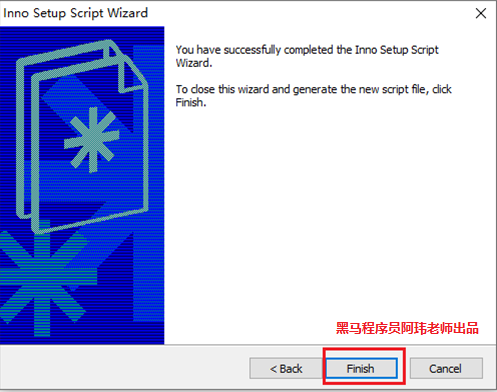 Inno Setup Script Wizard
You have successfully completed the Inno Setup Script
Wizard.
To close this wizard and generate the new script file, click
Finish.
黑马程序员阿玮老师出品
< Back
Finish
Cancel